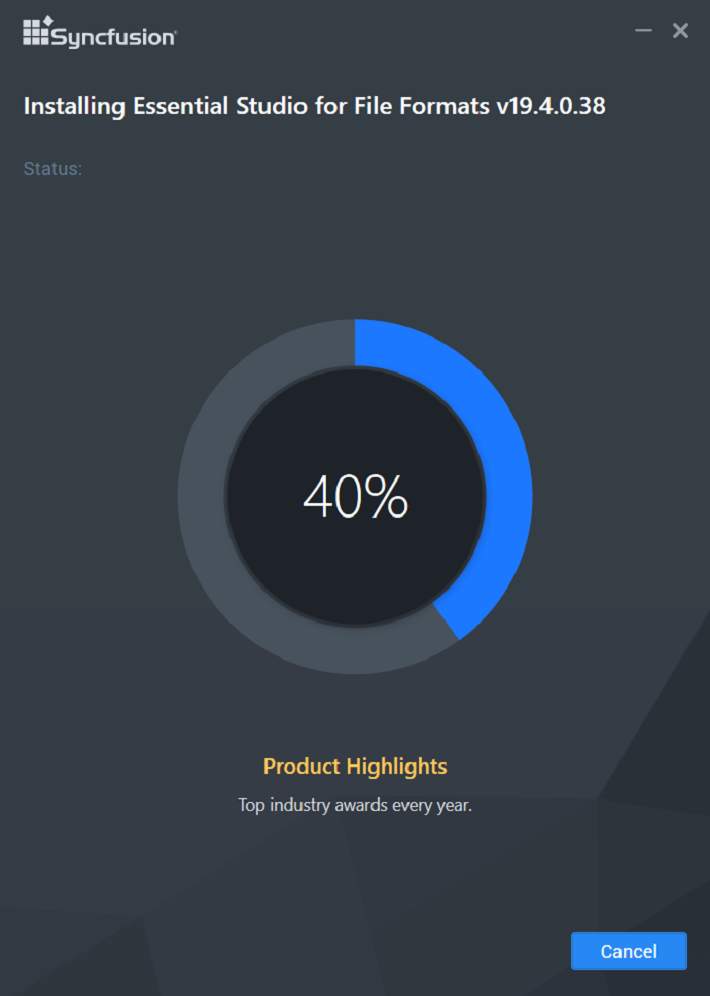 Syncfusion
Installing Essential Studio for File Formats v19.4.0.38
Status:
40%
Product Highlights
Top industry awards every year.
Cancel